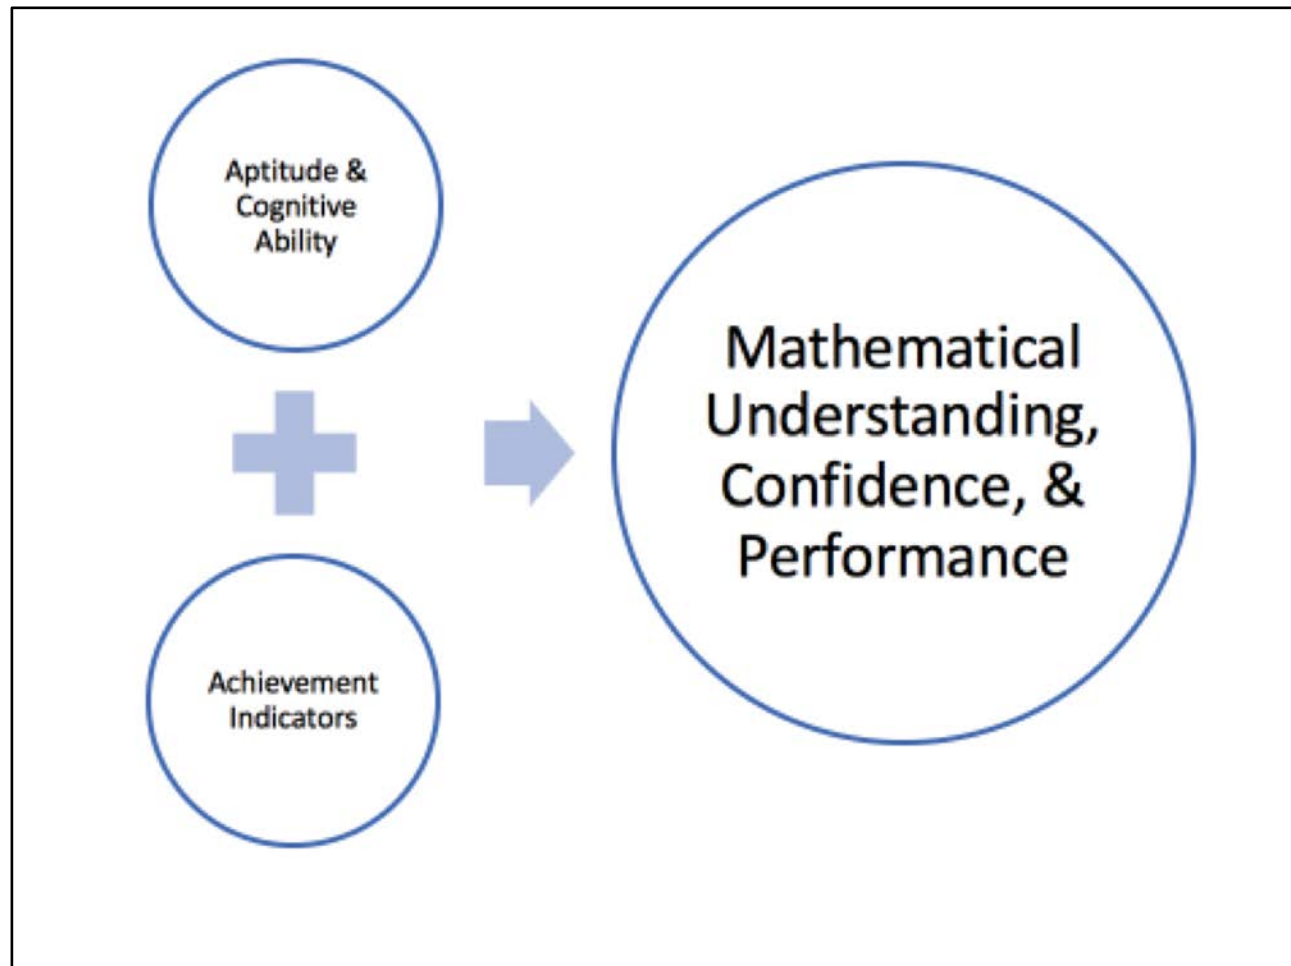 Aptitude &
Cognitive
Ability
Achievement
Indicators
Mathematical
Understanding,
Confidence, &
Performance